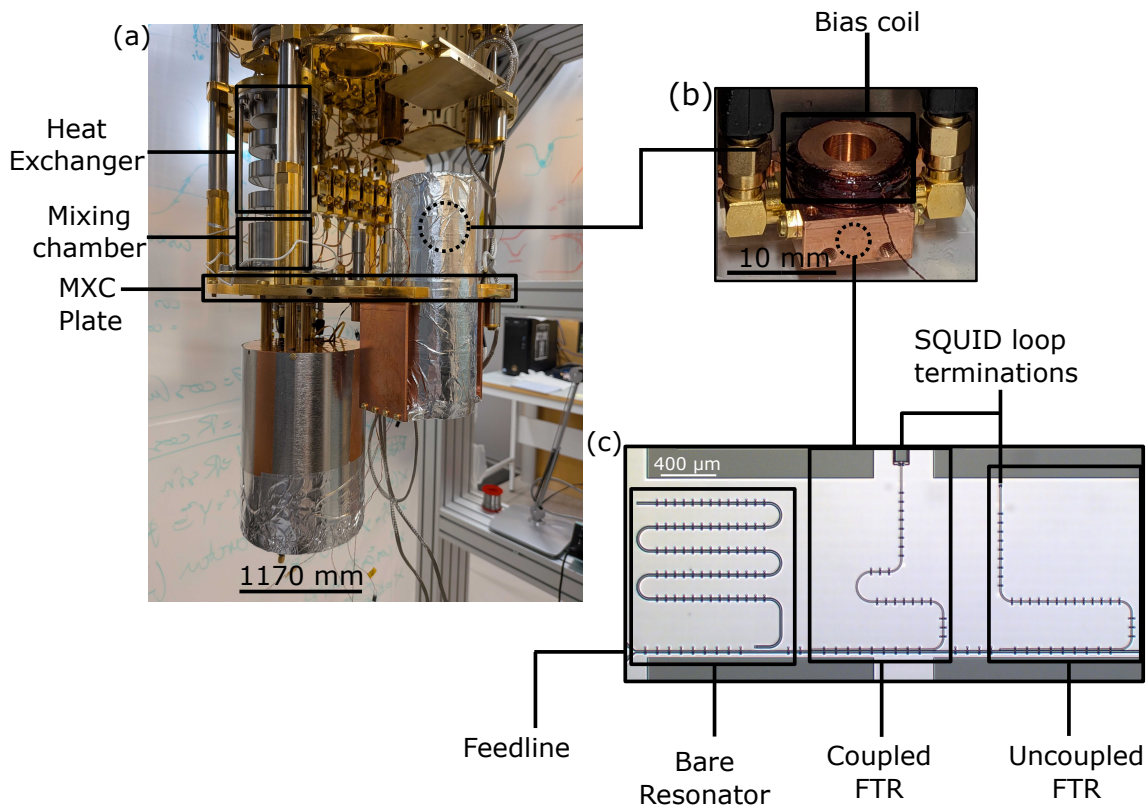 Bias coil
(a)
(b)
Heat
Exchanger
Mixing
chamber
MXC
Plate
10 mm
SQUID loop
terminations
(c)
400 µm
1170 mm
Feedline
Bare
Resonator
Coupled
FTR
Uncoupled
FTR